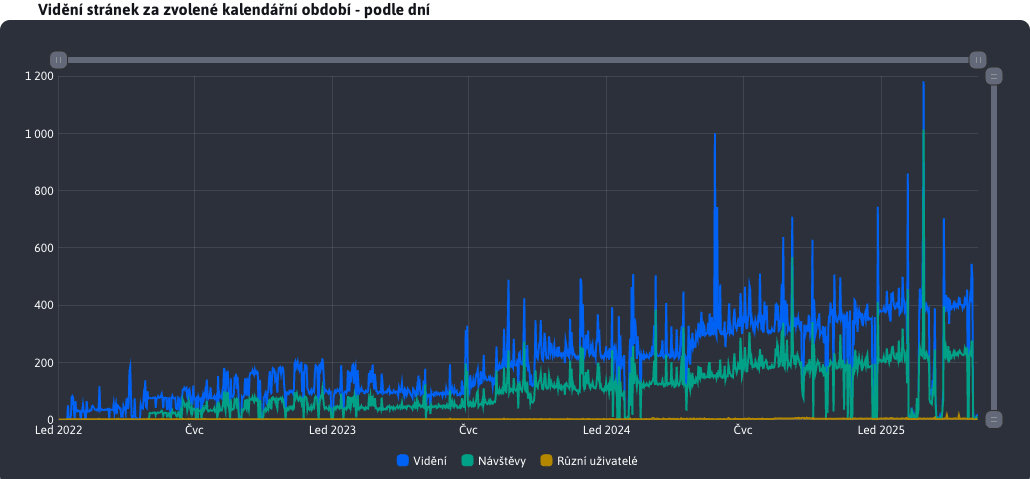 Vidění stránek za zvolené kalendářní období - podle dní
1 200
1 000
800
600
400
200
0
Led 2022 Čvc Led 2023 Čvc Led 2024 Čvc Led 2025
Vidění Návštěvy Různí uživatelé